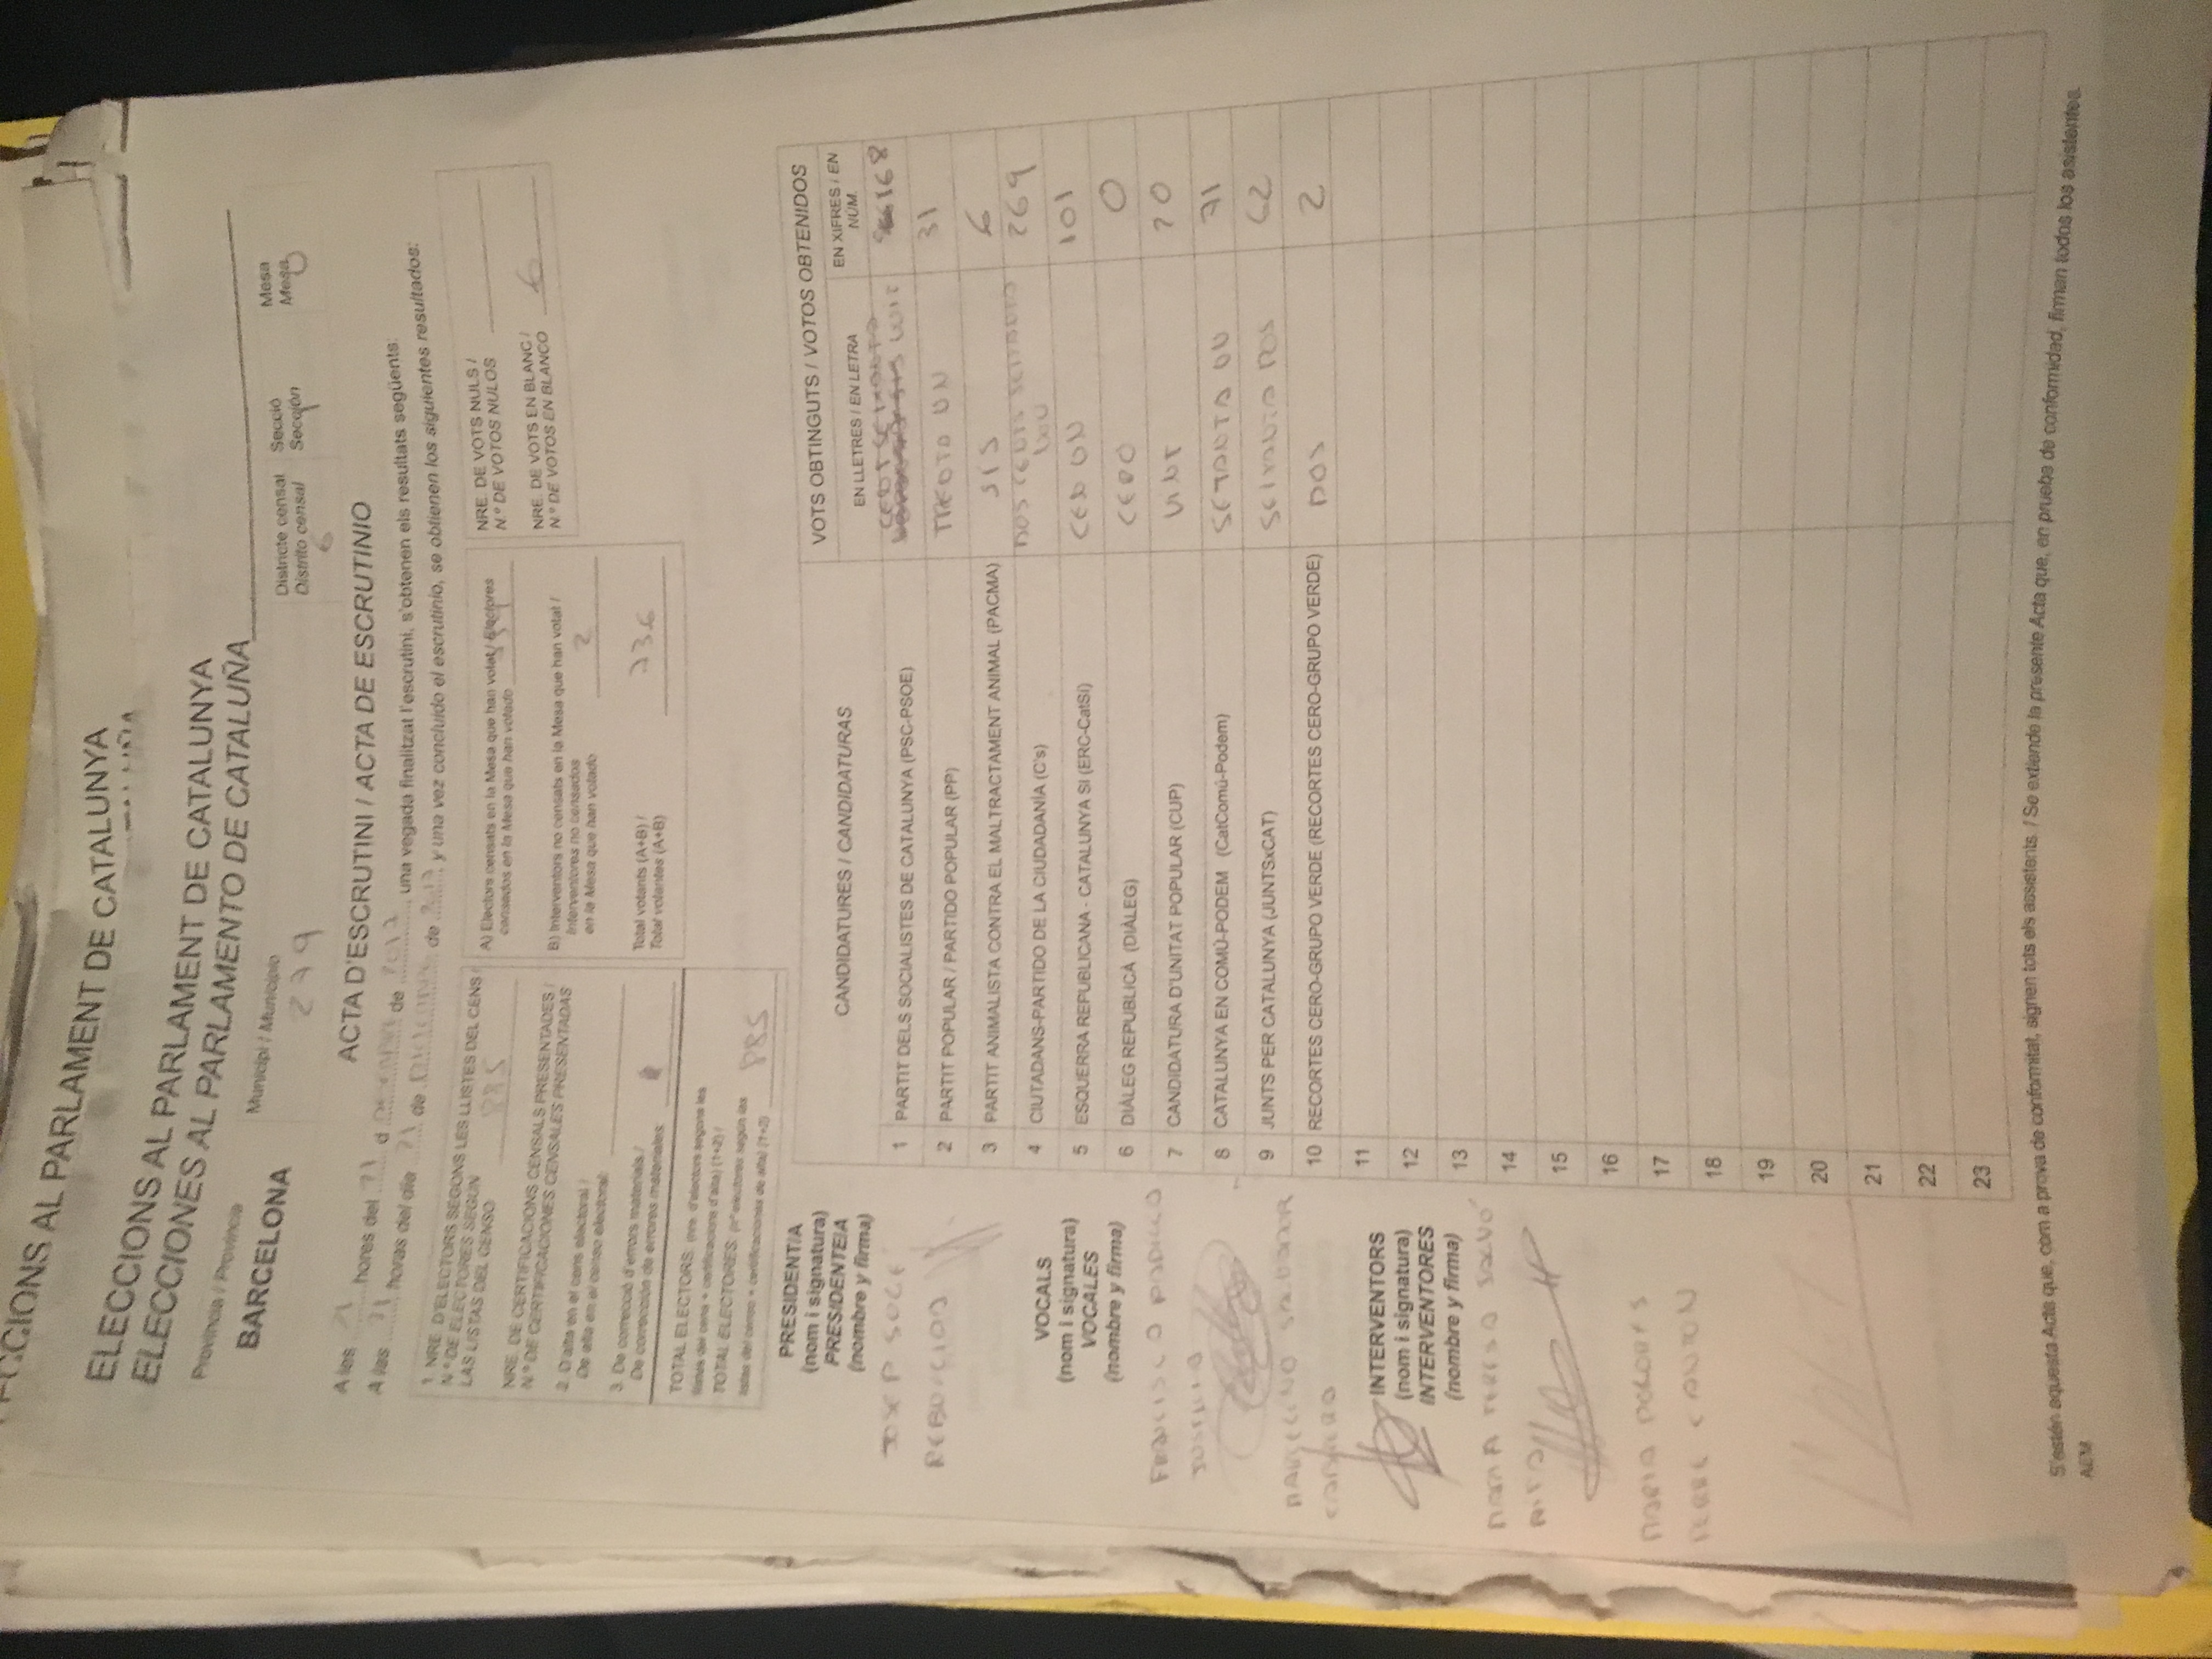 ECCIONS AL PARLAMENT DE CATALUNYA
ELECCIONS AL PARLAMENT DE CATALUNYA
ELECCIONES AL PARLAMENTO DE CATALUÑA
Província / Provincia
BARCELONA
Municipi / Municipio
279
Districte censal
Distrito censal
6
Secció
Sección
Mesa
Mesa
ACTA D'ESCRUTINI / ACTA DE ESCRUTINIO
A les 21 hores del 21 d de 2017, una vegada finalitzat l'escrutini, s'obtenen els resultats següents:
A las 21 horas del día 21 de Diciembre de 2017 y una vez concluido el escrutinio, se obtienen los siguientes resultados:
1. NRE. D'ELECTORS SEGONS LES LLISTES DEL CENS /
Nº DE ELECTORES SEGÚN
LAS LISTAS DEL CENSO 885
NRE. DE CERTIFICACIONS CENSALS PRESENTADES /
Nº DE CERTIFICACIONES CENSALES PRESENTADAS
2. D'alta en el cens electoral /
De alta en el censo electoral:
3. De correcció d'errors materials /
De corrección de errores materiales:
TOTAL ELECTORS: (nre. d'electors segons les
llistes del cens + certificacions d'alta) (1+2) /
TOTAL ELECTORES: (nº electores según las
listas del censo + certificaciones de alta) (1+2) 885
A) Electors censats en la Mesa que han votat / Electores
censados en la Mesa que han votado
B) Interventors no censats en la Mesa que han votat /
Interventores no censados
en la Mesa que han votado 2
Total votants (A+B) /
Total votantes (A+B) 736
NRE. DE VOTS NULS /
Nº DE VOTOS NULOS
NRE. DE VOTS EN BLANC /
Nº DE VOTOS EN BLANCO 6
PRESIDENT/A
(nom i signatura)
PRESIDENTE/A
(nombre y firma)
JOSEP
VOCALS
(nom i signatura)
VOCALES
(nombre y firma)
MARCELINO SALVADOR
INTERVENTORS
(nom i signatura)
INTERVENTORES
(nombre y firma)
MARIA TERESA
MARIA DOLORES
CANDIDATURES / CANDIDATURAS
VOTS OBTINGUTS / VOTOS OBTENIDOS
EN LLETRES / EN LETRA
EN XIFRES / EN NÚM.
1 PARTIT DELS SOCIALISTES DE CATALUNYA (PSC-PSOE) 168
2 PARTIT POPULAR / PARTIDO POPULAR (PP) TRENTA UN 31
3 PARTIT ANIMALISTA CONTRA EL MALTRACTAMENT ANIMAL (PACMA) SIS 6
4 CIUTADANS-PARTIDO DE LA CIUDADANÍA (C's) DOS CENTS SEIXANTA NOU 269
5 ESQUERRA REPUBLICANA - CATALUNYA SI (ERC-CatSI) CEN UN 101
6 DIÀLEG REPUBLICÀ (DIÀLEG) CERO 0
7 CANDIDATURA D'UNITAT POPULAR (CUP) VINT 20
8 CATALUNYA EN COMÚ-PODEM (CatComú-Podem) SETANTA UN 71
9 JUNTS PER CATALUNYA (JUNTSxCAT) SEIXANTA DOS 62
10 RECORTES CERO-GRUPO VERDE (RECORTES CERO-GRUPO VERDE) DOS 2
11
12
13
14
15
16
17
18
19
20
21
22
23
S'estén aquesta Acta que, com a prova de conformitat, signen tots els assistents. / Se extiende la presente Acta que, en prueba de conformidad, firman todos los asistentes.